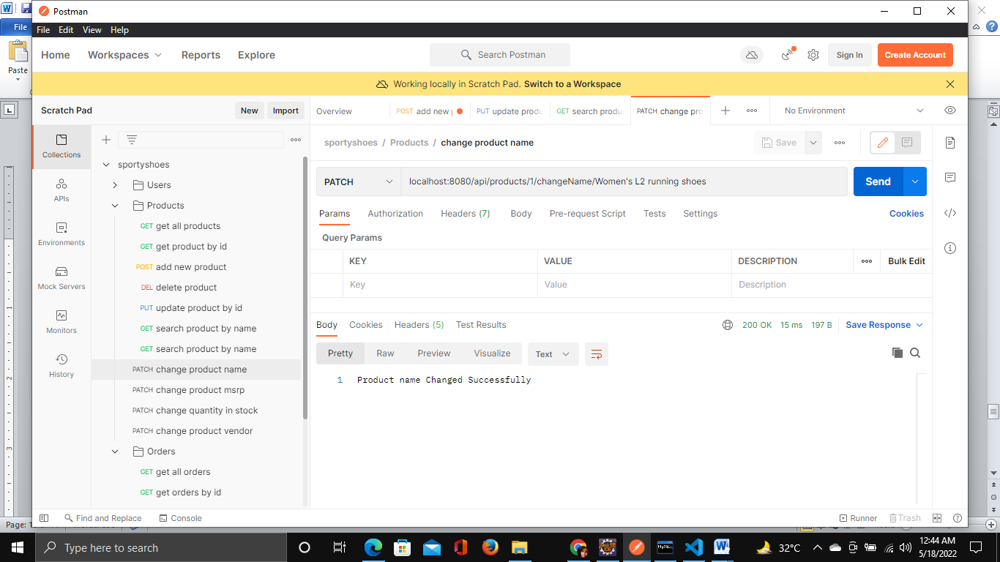 Postman
File
File Edit View Help
Paste
Home Workspaces Reports Explore
Search Postman
Sign In
Create Account
Working locally in Scratch Pad. Switch to a Workspace
Scratch Pad
New
Import
Overview
POST add new
PUT update produ
GET search produ
PATCH change pro
No Environment
Collections
APIs
Environments
Mock Servers
Monitors
History
sportyshoes
Users
Products
GET get all products
GET get product by id
POST add new product
DEL delete product
PUT update product by id
GET search product by name
GET search product by name
PATCH change product name
PATCH change product msrp
PATCH change quantity in stock
PATCH change product vendor
Orders
GET get all orders
GET get orders by id
sportyshoes / Products / change product name
Save
PATCH
localhost:8080/api/products/1/changeName/Women's L2 running shoes
Send
Params Authorization Headers (7) Body Pre-request Script Tests Settings
Cookies
Query Params
KEY VALUE DESCRIPTION
Bulk Edit
Key Value Description
Body Cookies Headers (5) Test Results
200 OK 15 ms 197 B
Save Response
Pretty Raw Preview Visualize
Text
1 Product name Changed Successfully
Find and Replace
Console
Runner
Trash
Page:
Type here to search
32°C
12:44 AM
5/18/2022